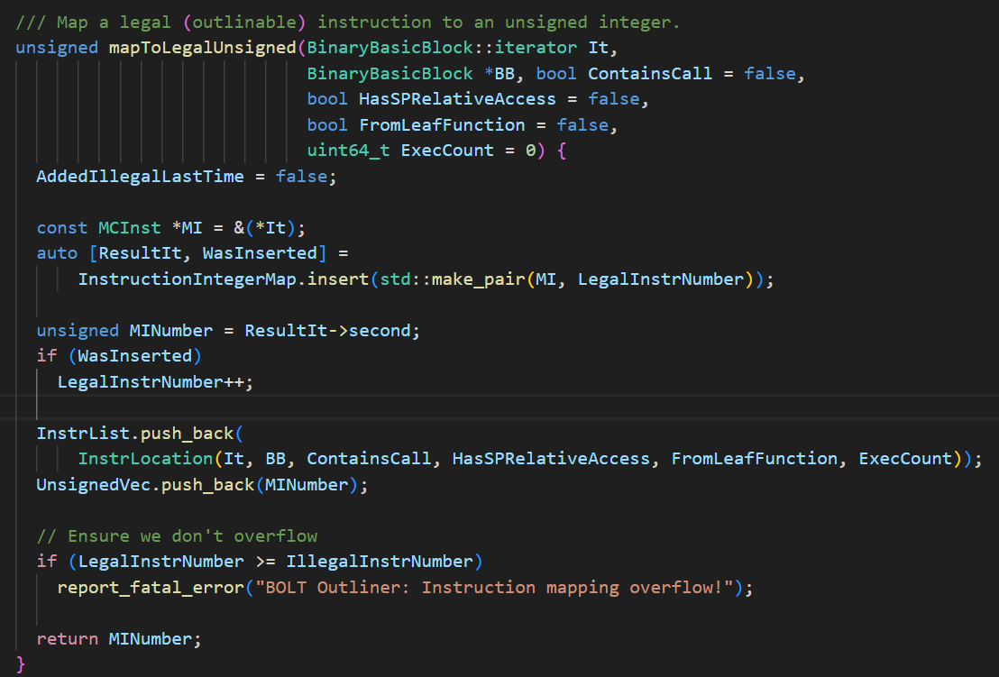 /// Map a legal (outlinable) instruction to an unsigned integer.
unsigned mapToLegalUnsigned(BinaryBasicBlock::iterator It,
                            BinaryBasicBlock *BB, bool ContainsCall = false,
                            bool HasSPRelativeAccess = false,
                            bool FromLeafFunction = false,
                            uint64_t ExecCount = 0) {
  AddedIllegalLastTime = false;

  const MCInst *MI = &(*It);
  auto [ResultIt, WasInserted] =
      InstructionIntegerMap.insert(std::make_pair(MI, LegalInstrNumber));

  unsigned MINumber = ResultIt->second;
  if (WasInserted)
    LegalInstrNumber++;

  InstrList.push_back(
      InstrLocation(It, BB, ContainsCall, HasSPRelativeAccess, FromLeafFunction, ExecCount));
  UnsignedVec.push_back(MINumber);

  // Ensure we don't overflow
  if (LegalInstrNumber >= IllegalInstrNumber)
    report_fatal_error("BOLT Outliner: Instruction mapping overflow!");

  return MINumber;
}